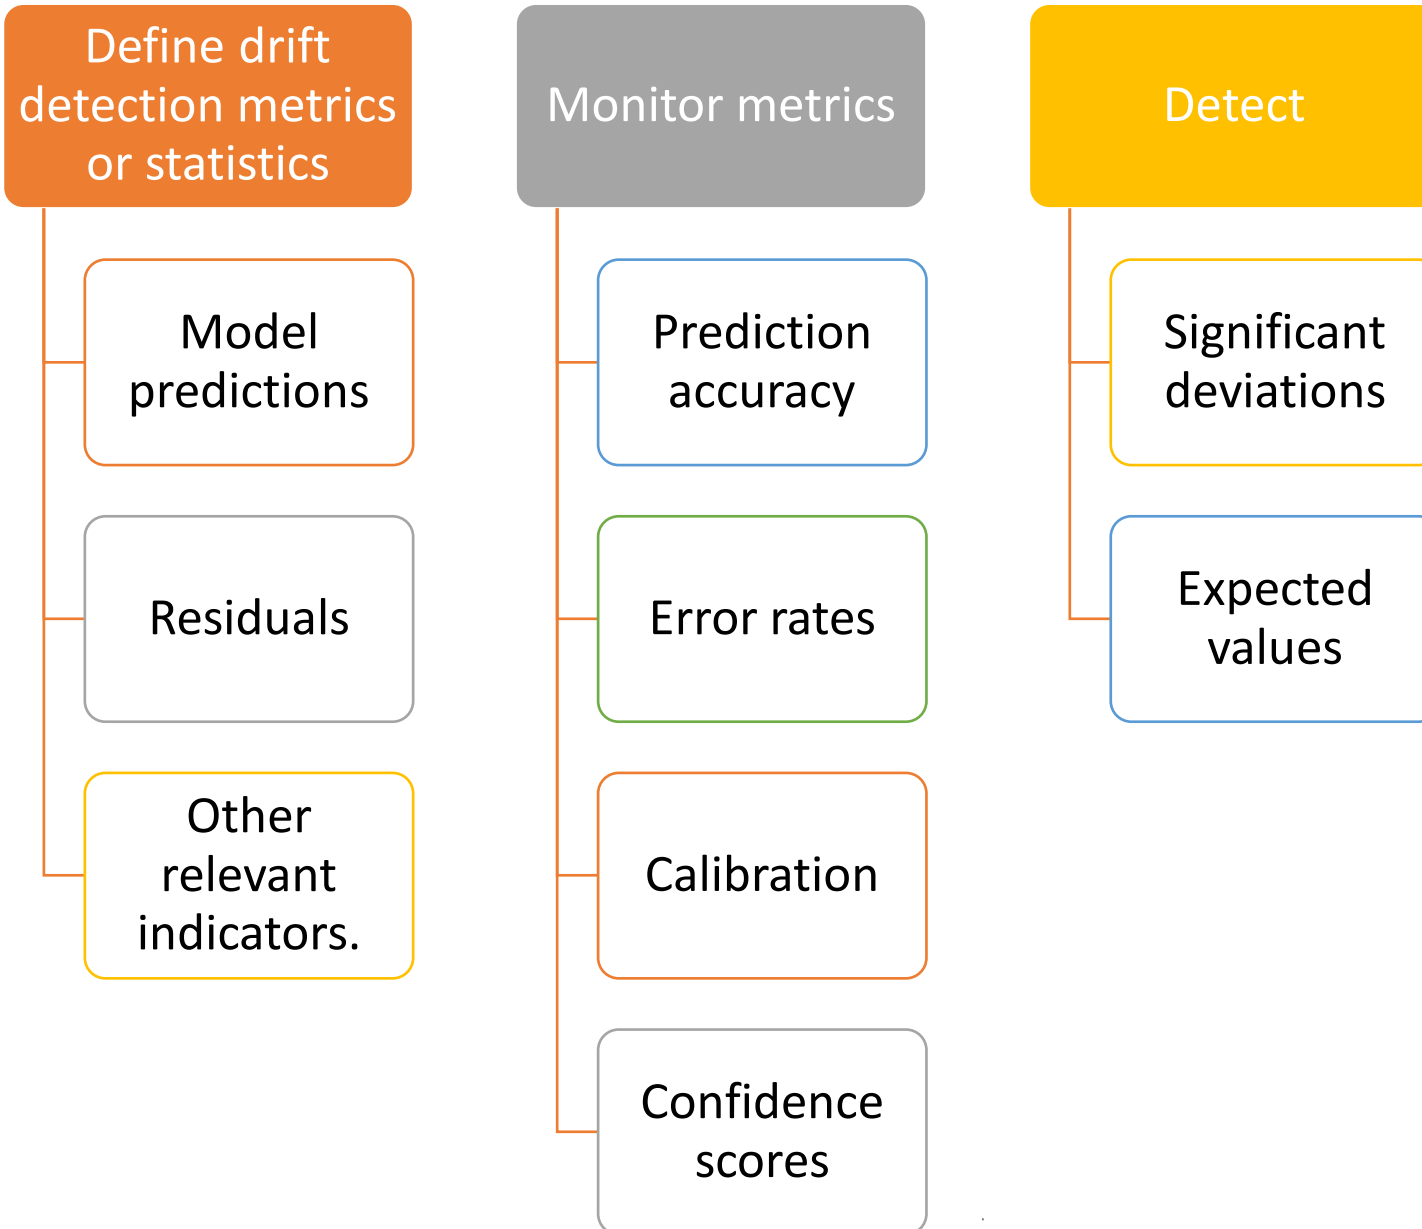 Define drift
detection metrics
or statistics
Model
predictions
Residuals
Other
relevant
indicators.
Monitor metrics
Prediction
accuracy
Error rates
Calibration
Confidence
scores
Detect
Significant
deviations
Expected
values